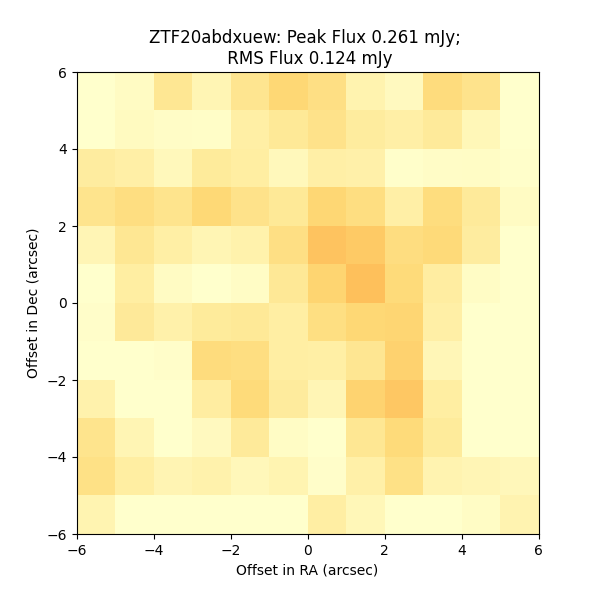 ZTF20abdxuew: Peak Flux 0.261 mJy;
RMS Flux 0.124 mJy
6
4
2
0
−2
−4
−6
Offset in Dec (arcsec)
−6 −4 −2 0 2 4 6
Offset in RA (arcsec)